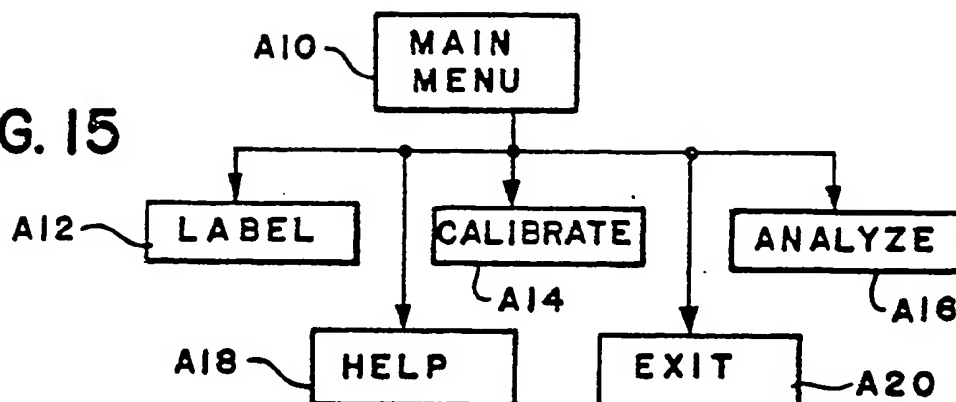 A10
MAIN
MENU
G. 15
A12
LABEL
CALIBRATE
ANALYZE
A14
A16
A18
HELP
EXIT
A20